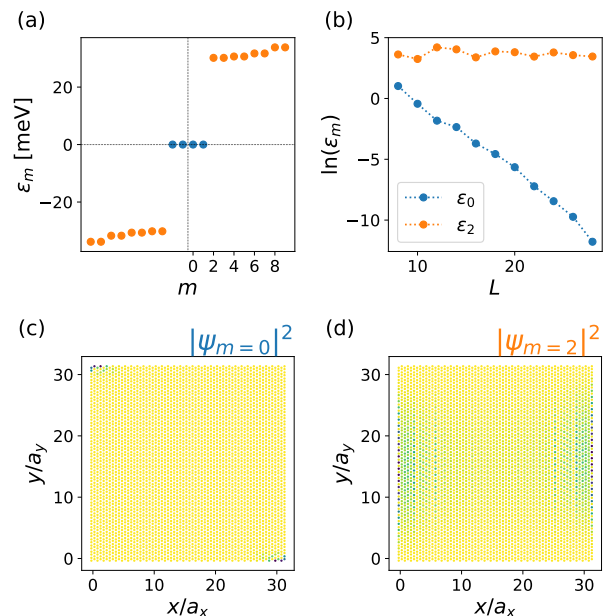 (a)
20
0
−20
ε_m [meV]
0 2 4 6 8
m
(b)
5
0
−5
−10
ln(ε_m)
ε_0
ε_2
10 20
L
(c)
|ψ_{m=0}|^2
30
20
10
0
y/a_y
0 10 20 30
x/a_x
(d)
|ψ_{m=2}|^2
30
20
10
0
y/a_y
0 10 20 30
x/a_x